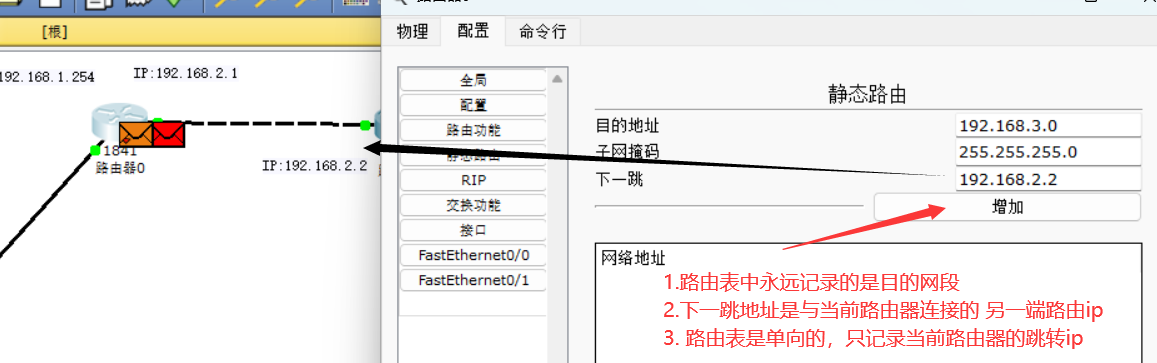 [根]
192.168.1.254
IP:192.168.2.1
1841
路由器0
IP:192.168.2.2
物理
配置
命令行
全局
配置
路由功能
静态路由
RIP
交换功能
接口
FastEthernet0/0
FastEthernet0/1
静态路由
目的地址 192.168.3.0
子网掩码 255.255.255.0
下一跳 192.168.2.2
增加
网络地址
1.路由表中永远记录的是目的网段
2.下一跳地址是与当前路由器连接的 另一端路由ip
3. 路由表是单向的，只记录当前路由器的跳转ip